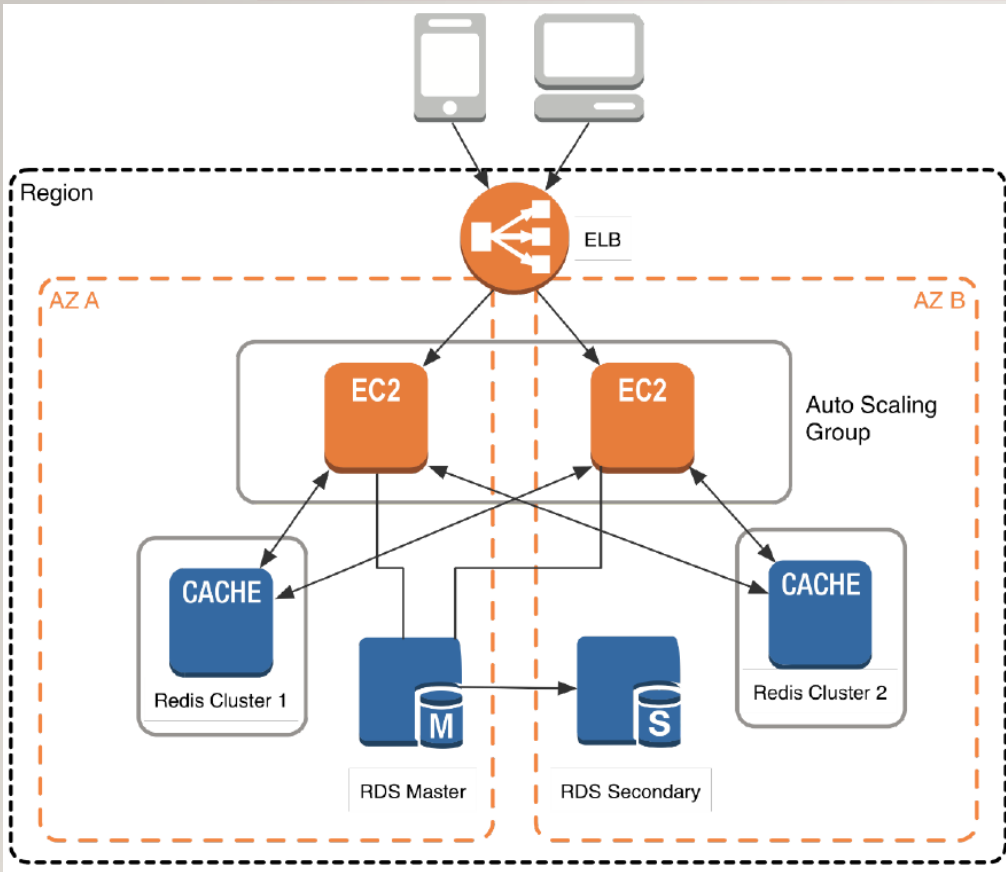 Region
ELB
AZ A
AZ B
EC2
EC2
Auto Scaling
Group
CACHE
CACHE
Redis Cluster 1
Redis Cluster 2
M
S
RDS Master
RDS Secondary